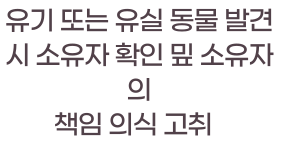 유기 또는 유실 동물 발견
시 소유자 확인 밒 소유자
의
책임 의식 고취